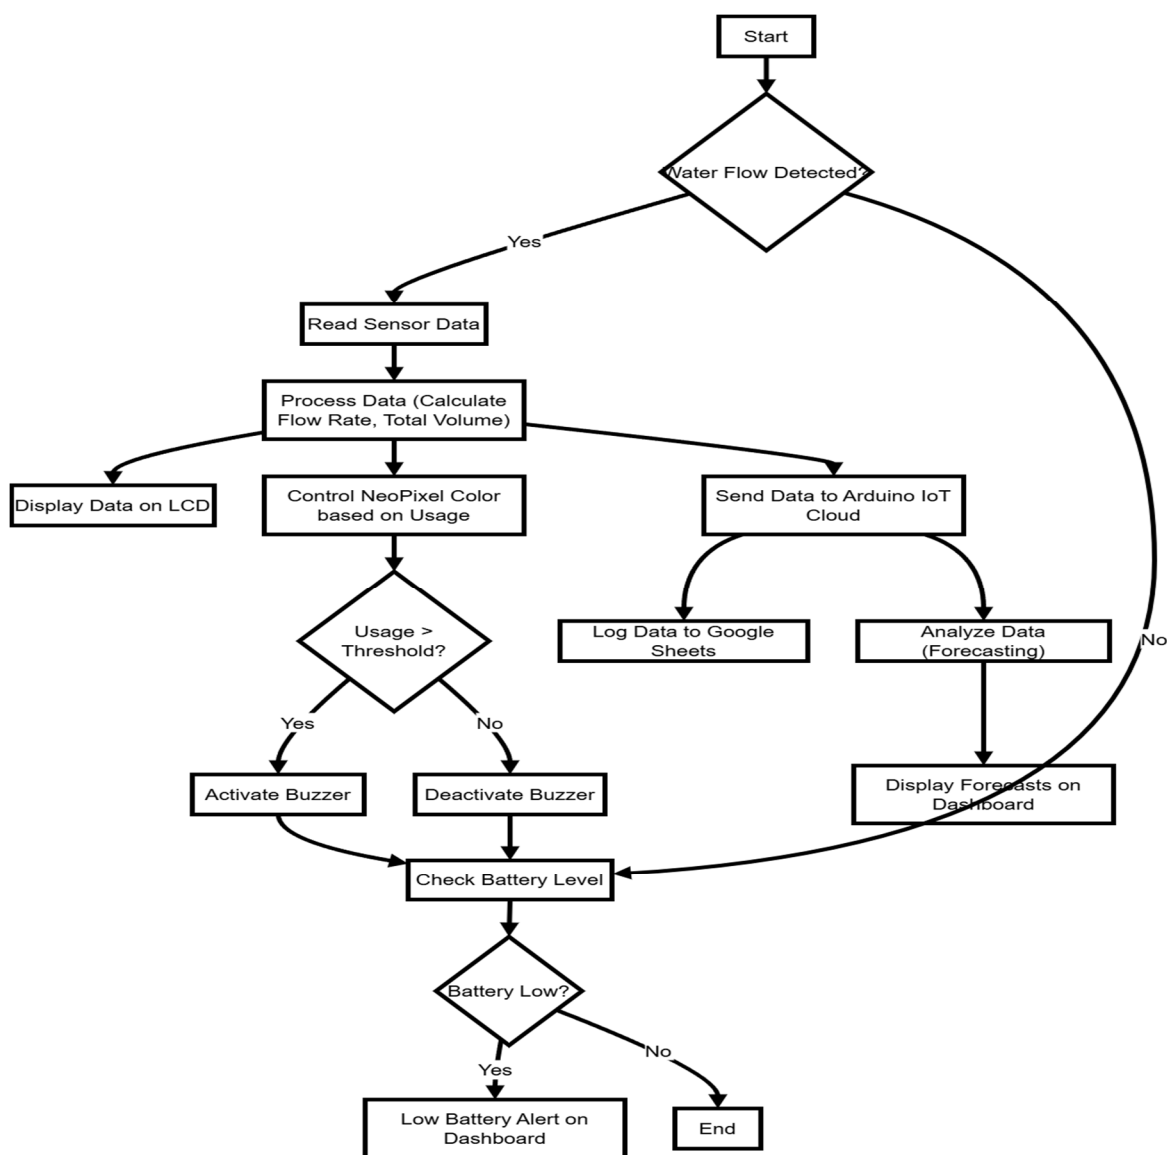 Start
Water Flow Detected?
Yes
Read Sensor Data
Process Data (Calculate
Flow Rate, Total Volume)
Display Data on LCD
Control NeoPixel Color
based on Usage
Send Data to Arduino IoT
Cloud
Usage >
Threshold?
Log Data to Google
Sheets
Analyze Data
(Forecasting)
No
Yes
No
Activate Buzzer
Deactivate Buzzer
Display Forecasts on
Dashboard
Check Battery Level
Battery Low?
No
Yes
Low Battery Alert on
Dashboard
End